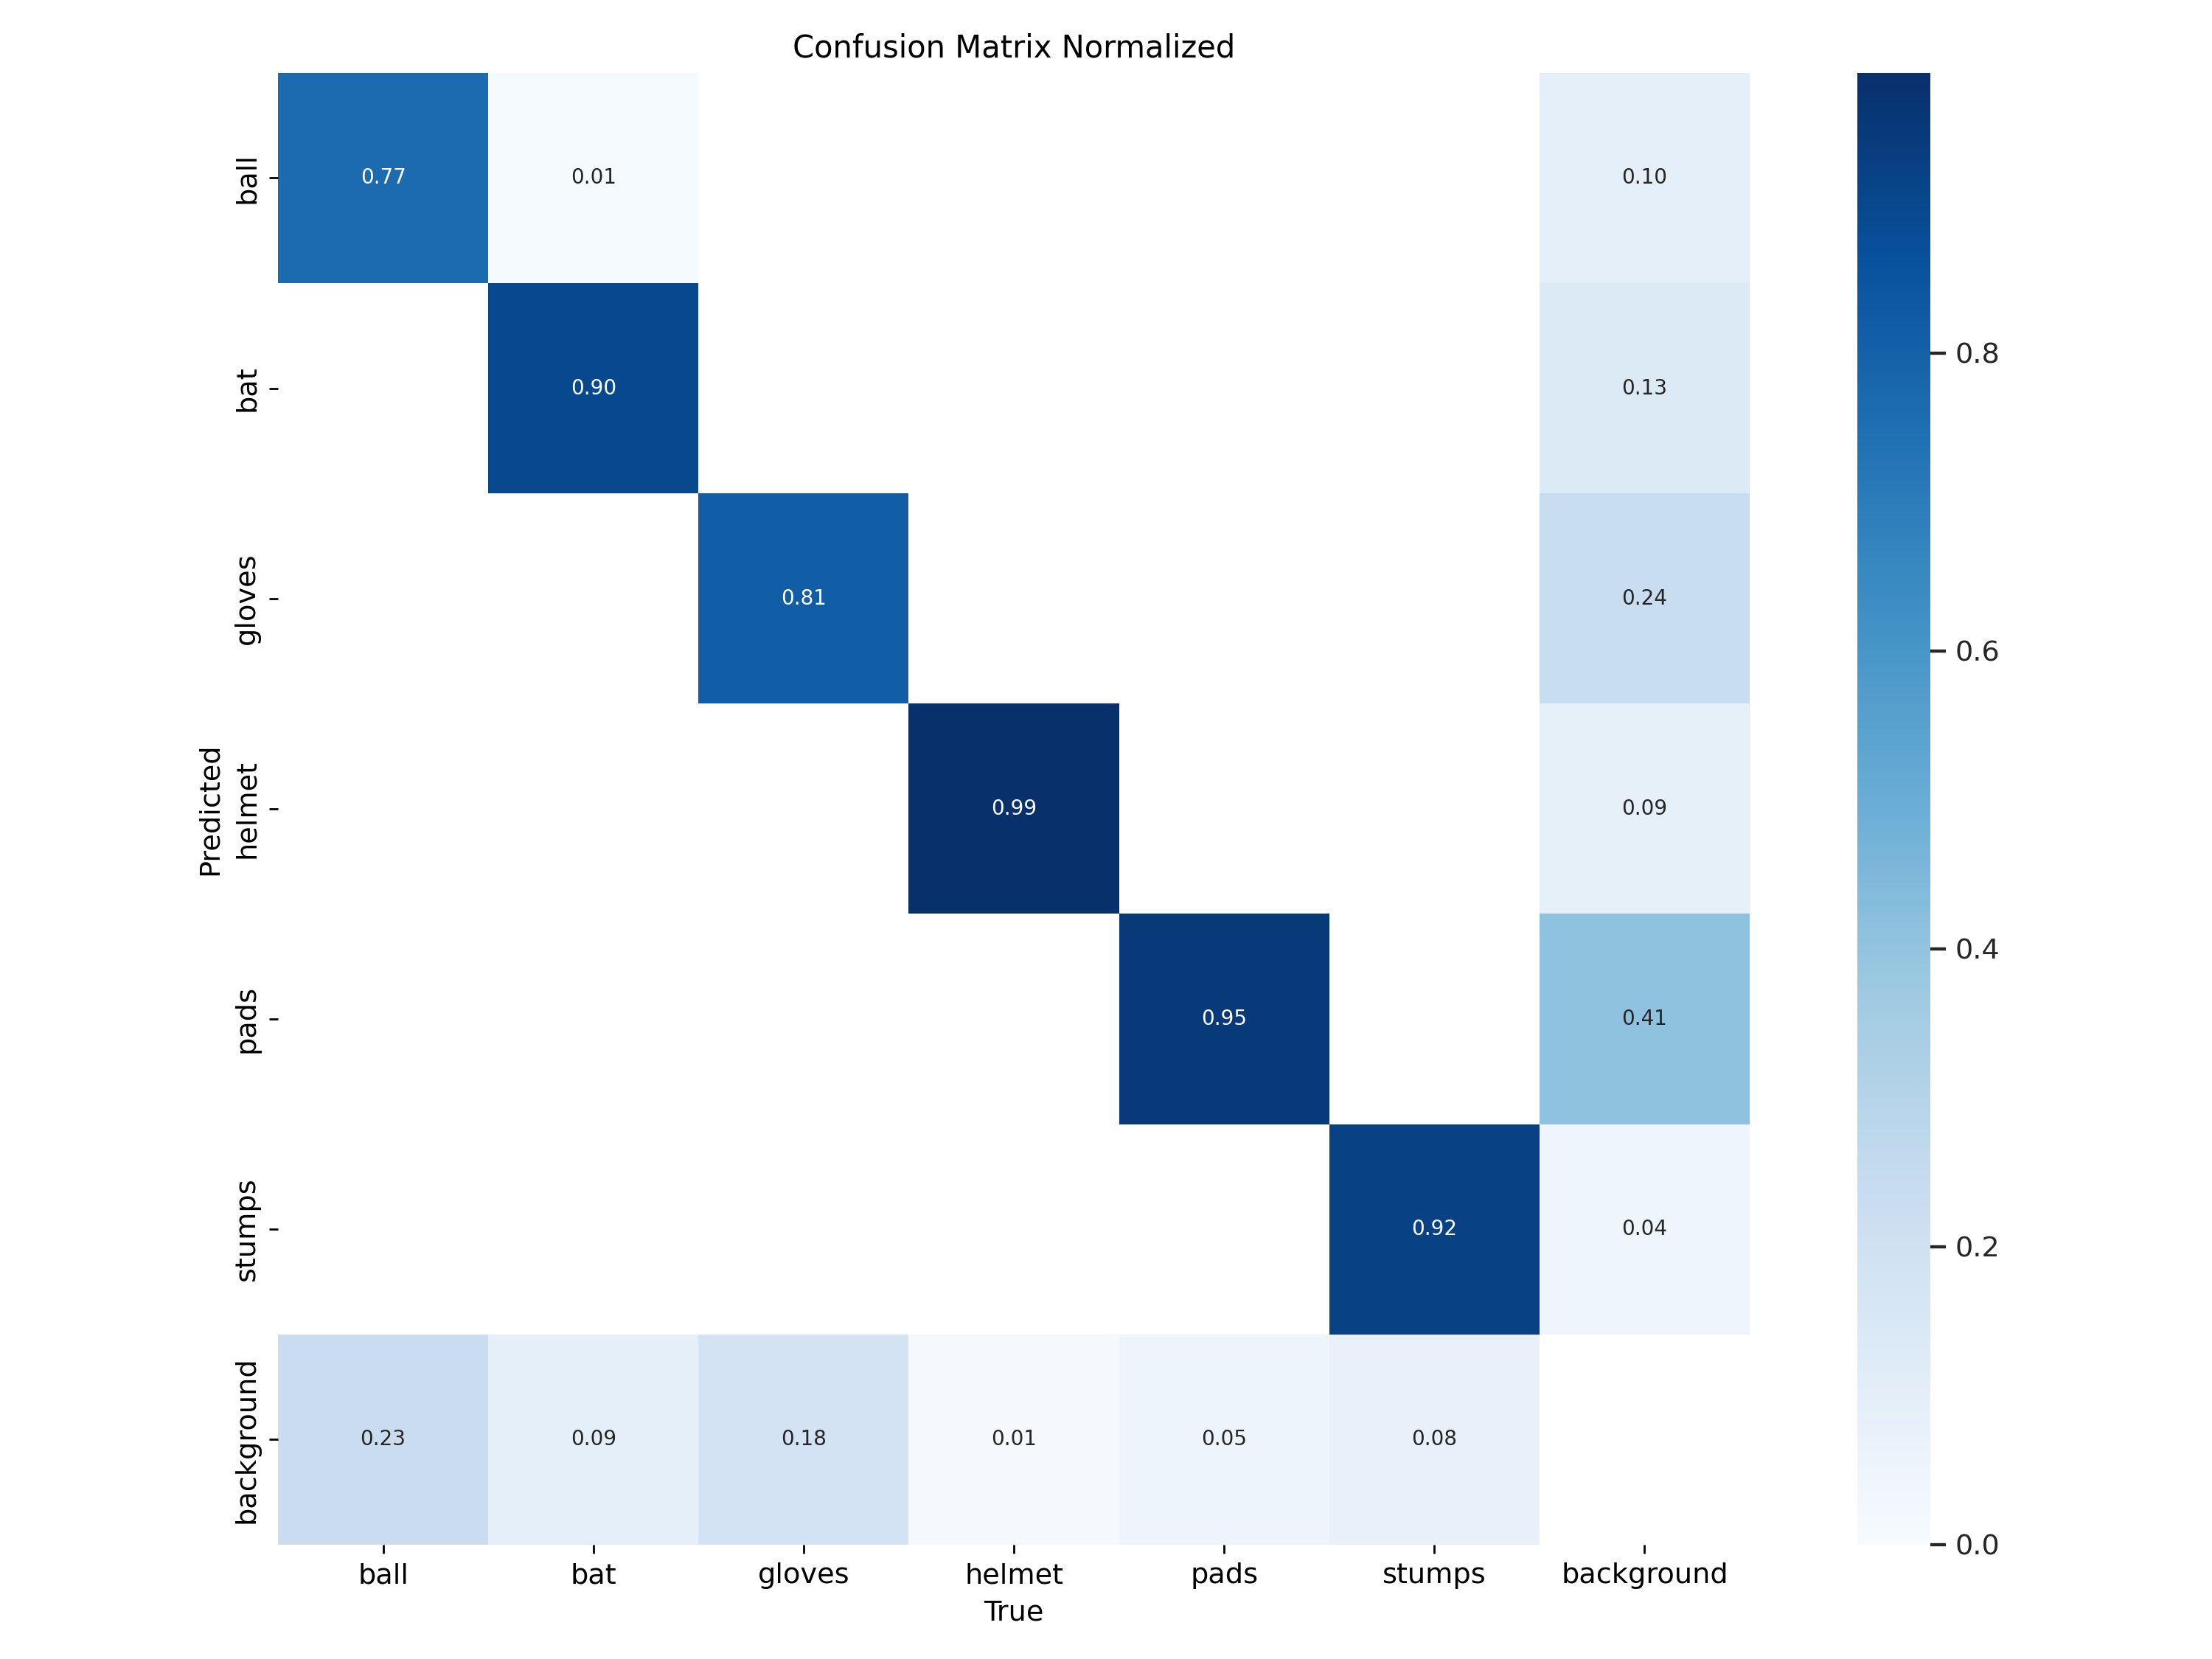 Confusion Matrix Normalized
ball 0.77 0.01 0.10
bat 0.90 0.13
gloves 0.81 0.24
helmet 0.99 0.09
pads 0.95 0.41
stumps 0.92 0.04
background 0.23 0.09 0.18 0.01 0.05 0.08
Predicted
ball bat gloves helmet pads stumps background
True
0.8
0.6
0.4
0.2
0.0